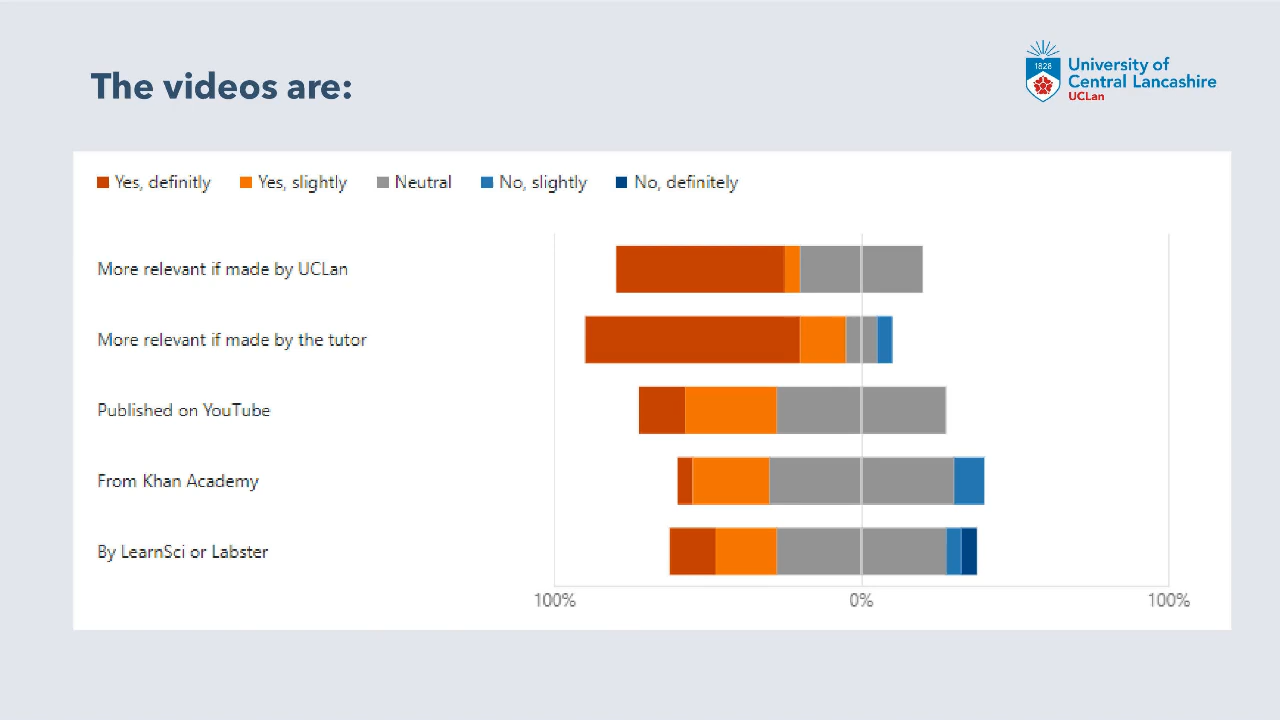 The videos are:
1828
University of
Central Lancashire
UCLan
Yes, definitly
Yes, slightly
Neutral
No, slightly
No, definitely
More relevant if made by UCLan
More relevant if made by the tutor
Published on YouTube
From Khan Academy
By LearnSci or Labster
100%
0%
100%